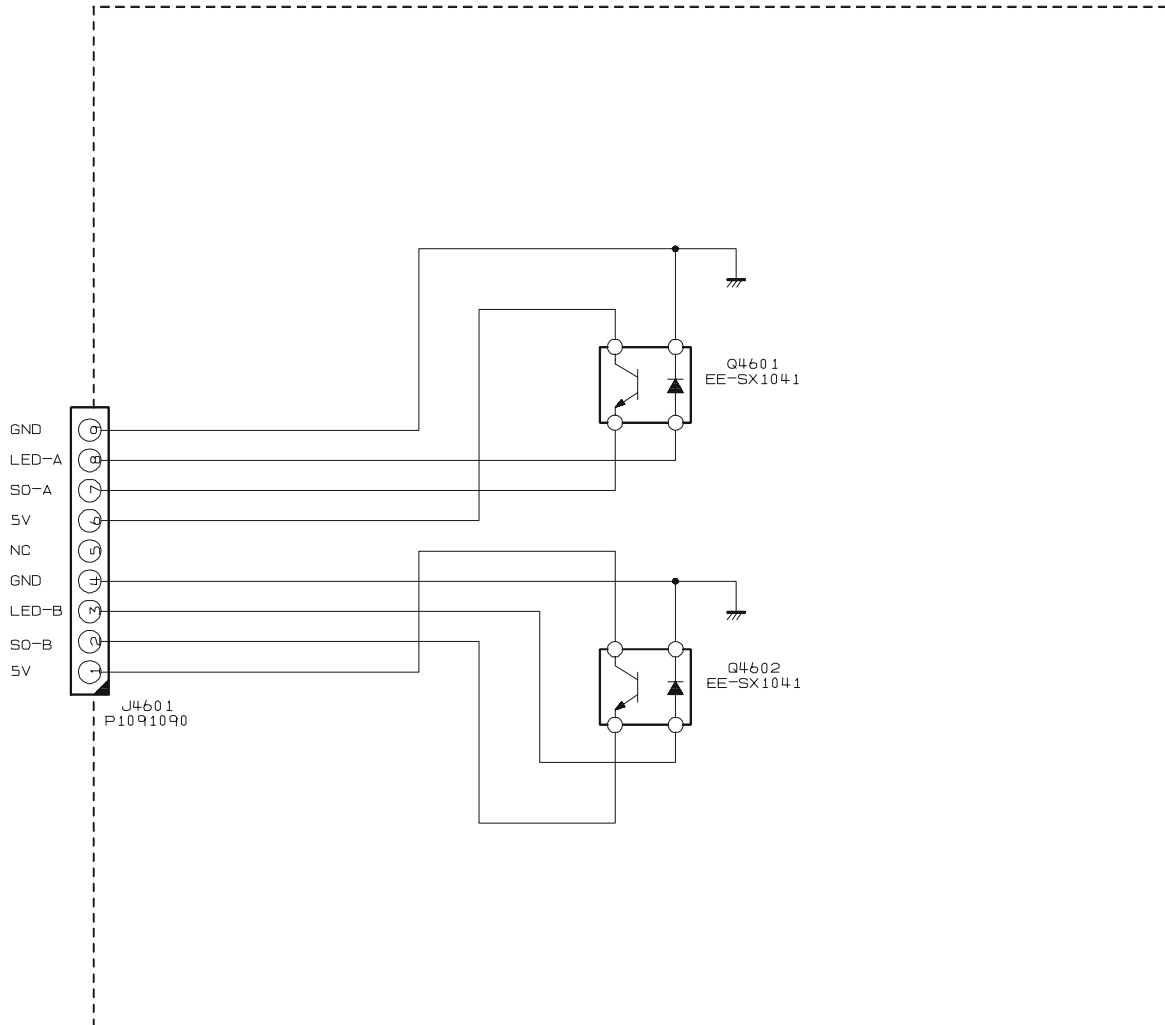 Q4601
EE-SX1041
GND 9
LED-A 8
SO-A 7
5V 6
NC 5
GND 4
LED-B 3
SO-B 2
5V 1
Q4602
EE-SX1041
J4601
P1091090